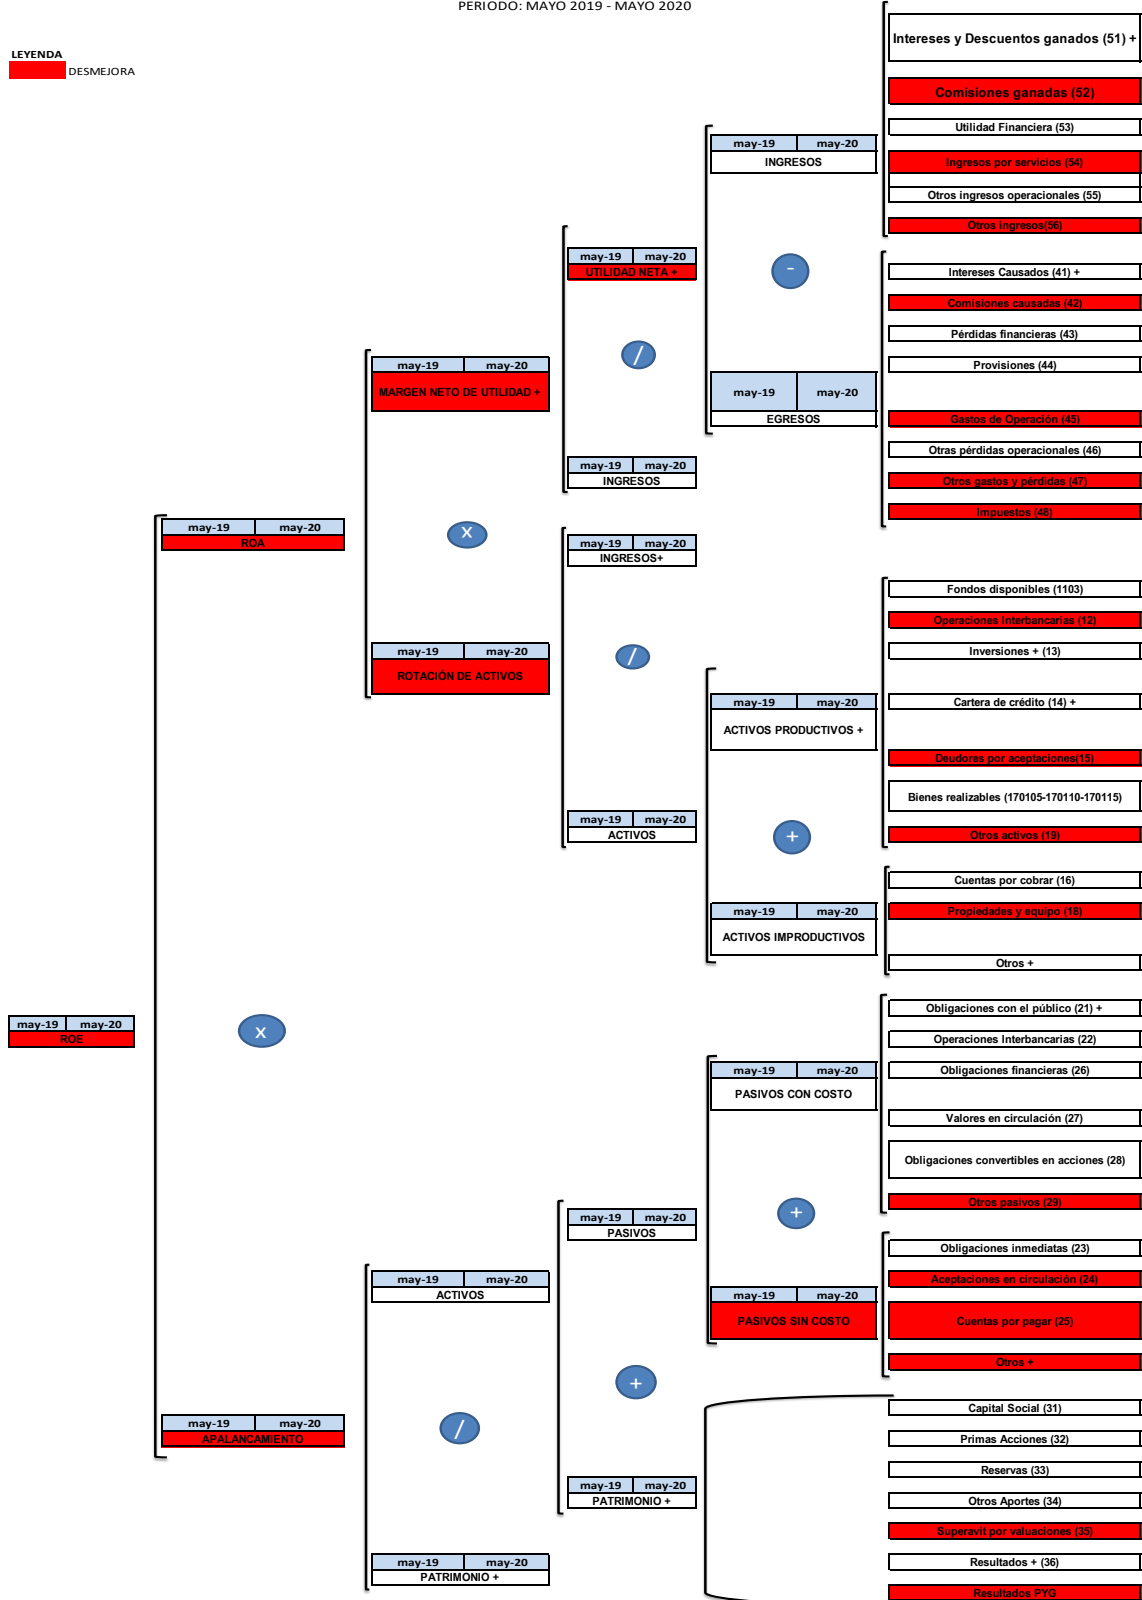 PERIODO: MAYO 2019 - MAYO 2020
LEYENDA
DESMEJORA
Intereses y Descuentos ganados (51) +
Comisiones ganadas (52)
Utilidad Financiera (53)
Ingresos por servicios (54)
Otros ingresos operacionales (55)
Otros ingresos(56)
may-19 may-20
INGRESOS
-
may-19 may-20
EGRESOS
Intereses Causados (41) +
Comisiones causadas (42)
Pérdidas financieras (43)
Provisiones (44)
Gastos de Operación (45)
Otras pérdidas operacionales (46)
Otros gastos y pérdidas (47)
Impuestos (48)
may-19 may-20
UTILIDAD NETA +
/
may-19 may-20
INGRESOS
may-19 may-20
MARGEN NETO DE UTILIDAD +
x
may-19 may-20
ROTACIÓN DE ACTIVOS
may-19 may-20
ROA
may-19 may-20
INGRESOS+
/
may-19 may-20
ACTIVOS
Fondos disponibles (1103)
Operaciones Interbancarias (12)
Inversiones + (13)
Cartera de crédito (14) +
Deudores por aceptaciones(15)
Bienes realizables (170105-170110-170115)
Otros activos (19)
may-19 may-20
ACTIVOS PRODUCTIVOS +
+
may-19 may-20
ACTIVOS IMPRODUCTIVOS
Cuentas por cobrar (16)
Propiedades y equipo (18)
Otros +
may-19 may-20
ROE
x
Obligaciones con el público (21) +
Operaciones Interbancarias (22)
Obligaciones financieras (26)
Valores en circulación (27)
Obligaciones convertibles en acciones (28)
Otros pasivos (29)
may-19 may-20
PASIVOS CON COSTO
+
may-19 may-20
PASIVOS SIN COSTO
Obligaciones inmediatas (23)
Aceptaciones en circulación (24)
Cuentas por pagar (25)
Otros +
may-19 may-20
PASIVOS
+
may-19 may-20
PATRIMONIO +
may-19 may-20
ACTIVOS
/
may-19 may-20
PATRIMONIO +
may-19 may-20
APALANCAMIENTO
Capital Social (31)
Primas Acciones (32)
Reservas (33)
Otros Aportes (34)
Superavit por valuaciones (35)
Resultados + (36)
Resultados PYG